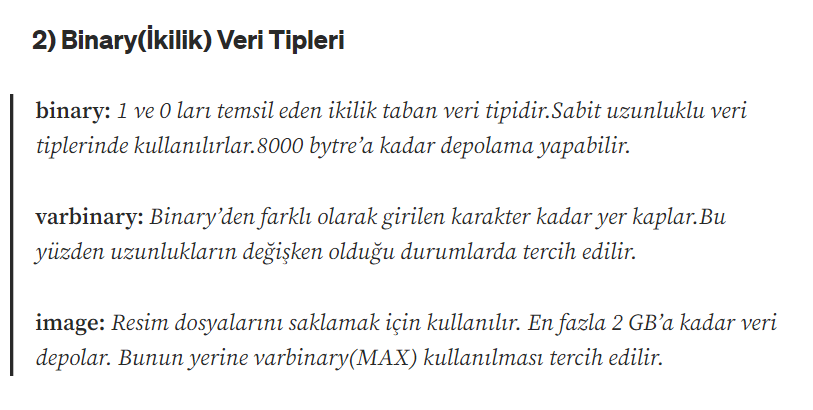 2) Binary(İkilik) Veri Tipleri
binary: 1 ve 0 ları temsil eden ikilik taban veri tipidir.Sabit uzunluklu veri
tiplerinde kullanılırlar.8000 bytre’a kadar depolama yapabilir.
varbinary: Binary’den farklı olarak girilen karakter kadar yer kaplar.Bu
yüzden uzunlukların değişken olduğu durumlarda tercih edilir.
image: Resim dosyalarını saklamak için kullanılır. En fazla 2 GB’a kadar veri
depolar. Bunun yerine varbinary(MAX) kullanılması tercih edilir.